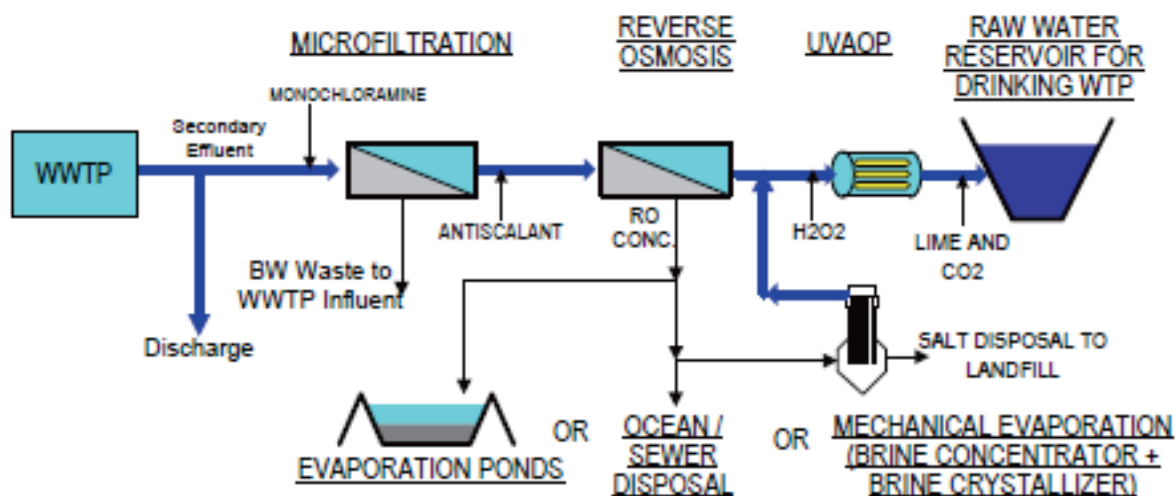 MICROFILTRATION
REVERSE
OSMOSIS
UVAOP
RAW WATER
RESERVOIR FOR
DRINKING WTP
MONOCHLORAMINE
Secondary
Effluent
WWTP
ANTISCALANT
RO
CONC.
H2O2
LIME AND
CO2
BW Waste to
WWTP Influent
Discharge
SALT DISPOSAL TO
LANDFILL
EVAPORATION PONDS
OR
OCEAN /
SEWER
DISPOSAL
OR
MECHANICAL EVAPORATION
(BRINE CONCENTRATOR +
BRINE CRYSTALLIZER)